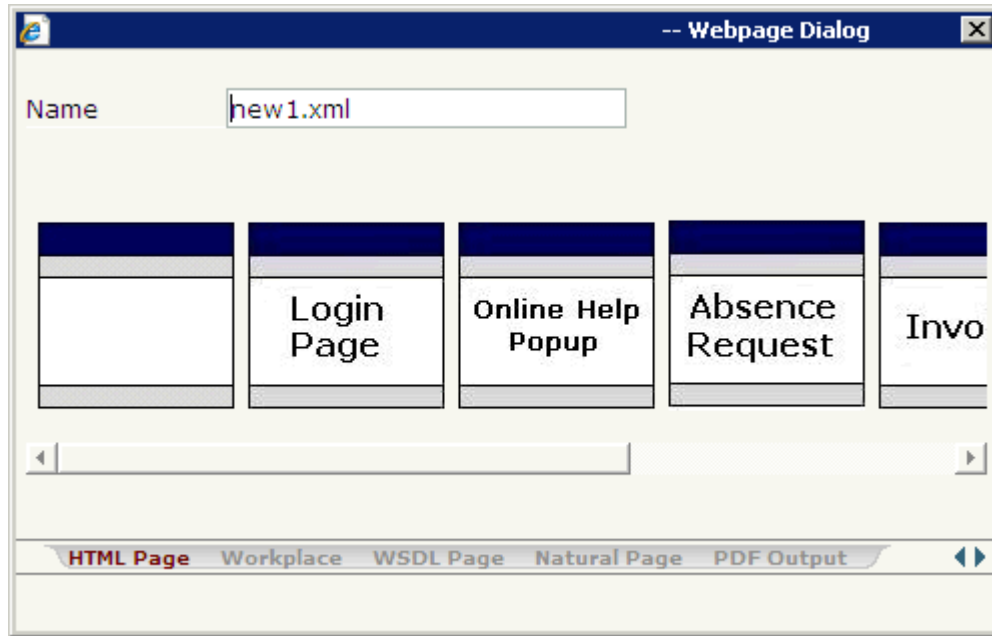 -- Webpage Dialog
Name new1.xml
Login Page
Online Help Popup
Absence Request
Invo
HTML Page Workplace WSDL Page Natural Page PDF Output